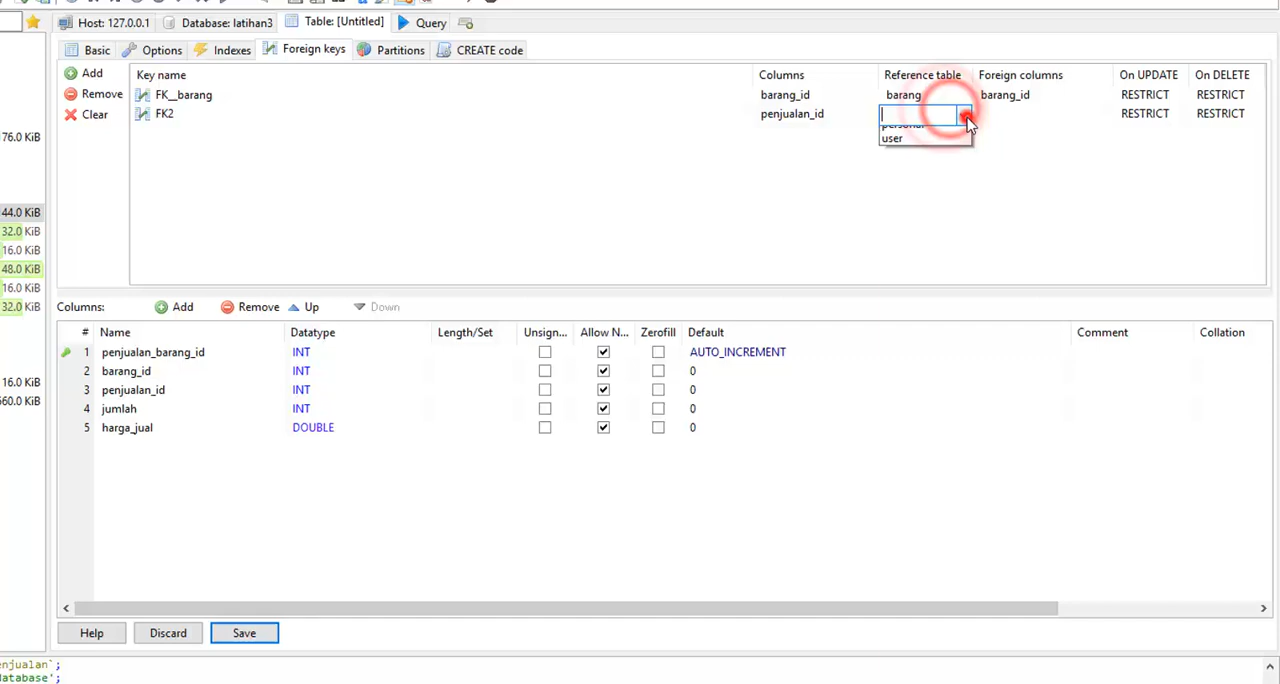 Host: 127.0.0.1 Database: latihan3 Table: [Untitled] Query
Basic Options Indexes Foreign keys Partitions CREATE code
Add Key name Columns Reference table Foreign columns On UPDATE On DELETE
Remove FK__barang barang_id barang barang_id RESTRICT RESTRICT
Clear FK2 penjualan_id RESTRICT RESTRICT
personal
user
76.0 KiB
44.0 KiB
32.0 KiB
16.0 KiB
48.0 KiB
16.0 KiB
32.0 KiB
Columns: Add Remove Up Down
# Name Datatype Length/Set Unsign... Allow N... Zerofill Default Comment Collation
1 penjualan_barang_id INT AUTO_INCREMENT
2 barang_id INT 0
3 penjualan_id INT 0
4 jumlah INT 0
5 harga_jual DOUBLE 0
16.0 KiB
560.0 KiB
Help Discard Save
enjualan`;
database';